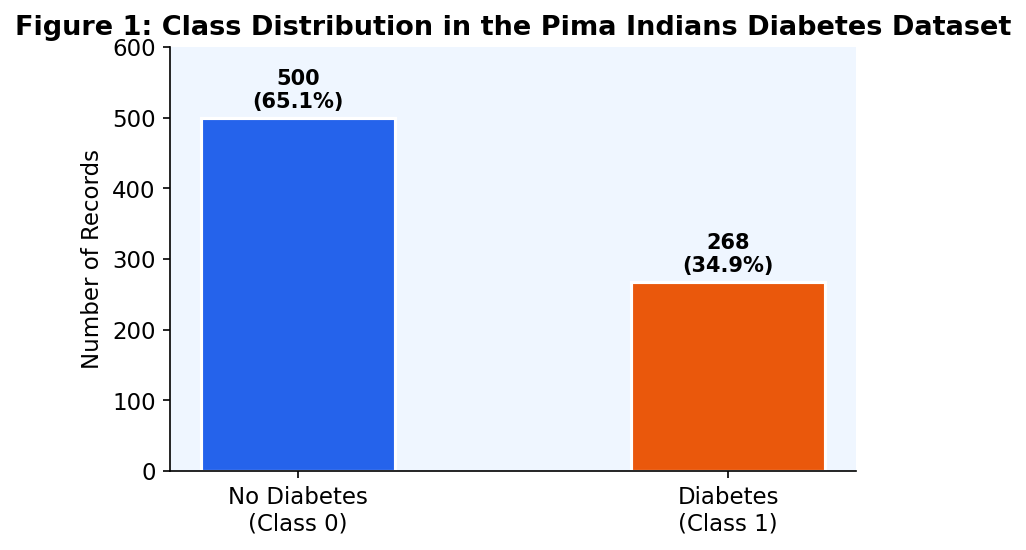 Figure 1: Class Distribution in the Pima Indians Diabetes Dataset
600
500
400
300
200
100
0
Number of Records
500
(65.1%)
268
(34.9%)
No Diabetes
(Class 0)
Diabetes
(Class 1)